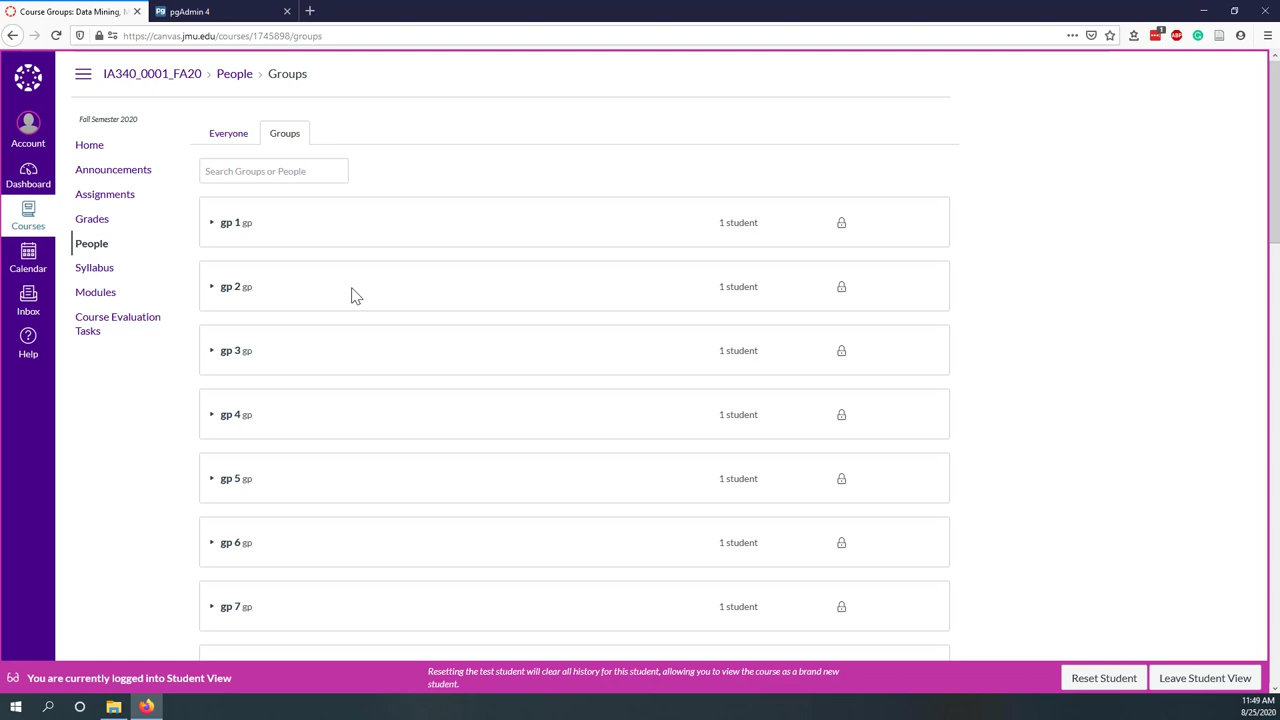 Course Groups: Data Mining, M
pgAdmin 4
https://canvas.jmu.edu/courses/1745898/groups
IA340_0001_FA20 › People › Groups
Account
Dashboard
Courses
Calendar
Inbox
Help
Fall Semester 2020
Home
Announcements
Assignments
Grades
People
Syllabus
Modules
Course Evaluation
Tasks
Everyone
Groups
Search Groups or People
gp 1 gp 1 student
gp 2 gp 1 student
gp 3 gp 1 student
gp 4 gp 1 student
gp 5 gp 1 student
gp 6 gp 1 student
gp 7 gp 1 student
You are currently logged into Student View
Resetting the test student will clear all history for this student, allowing you to view the course as a brand new
student.
Reset Student
Leave Student View
11:49 AM
8/25/2020